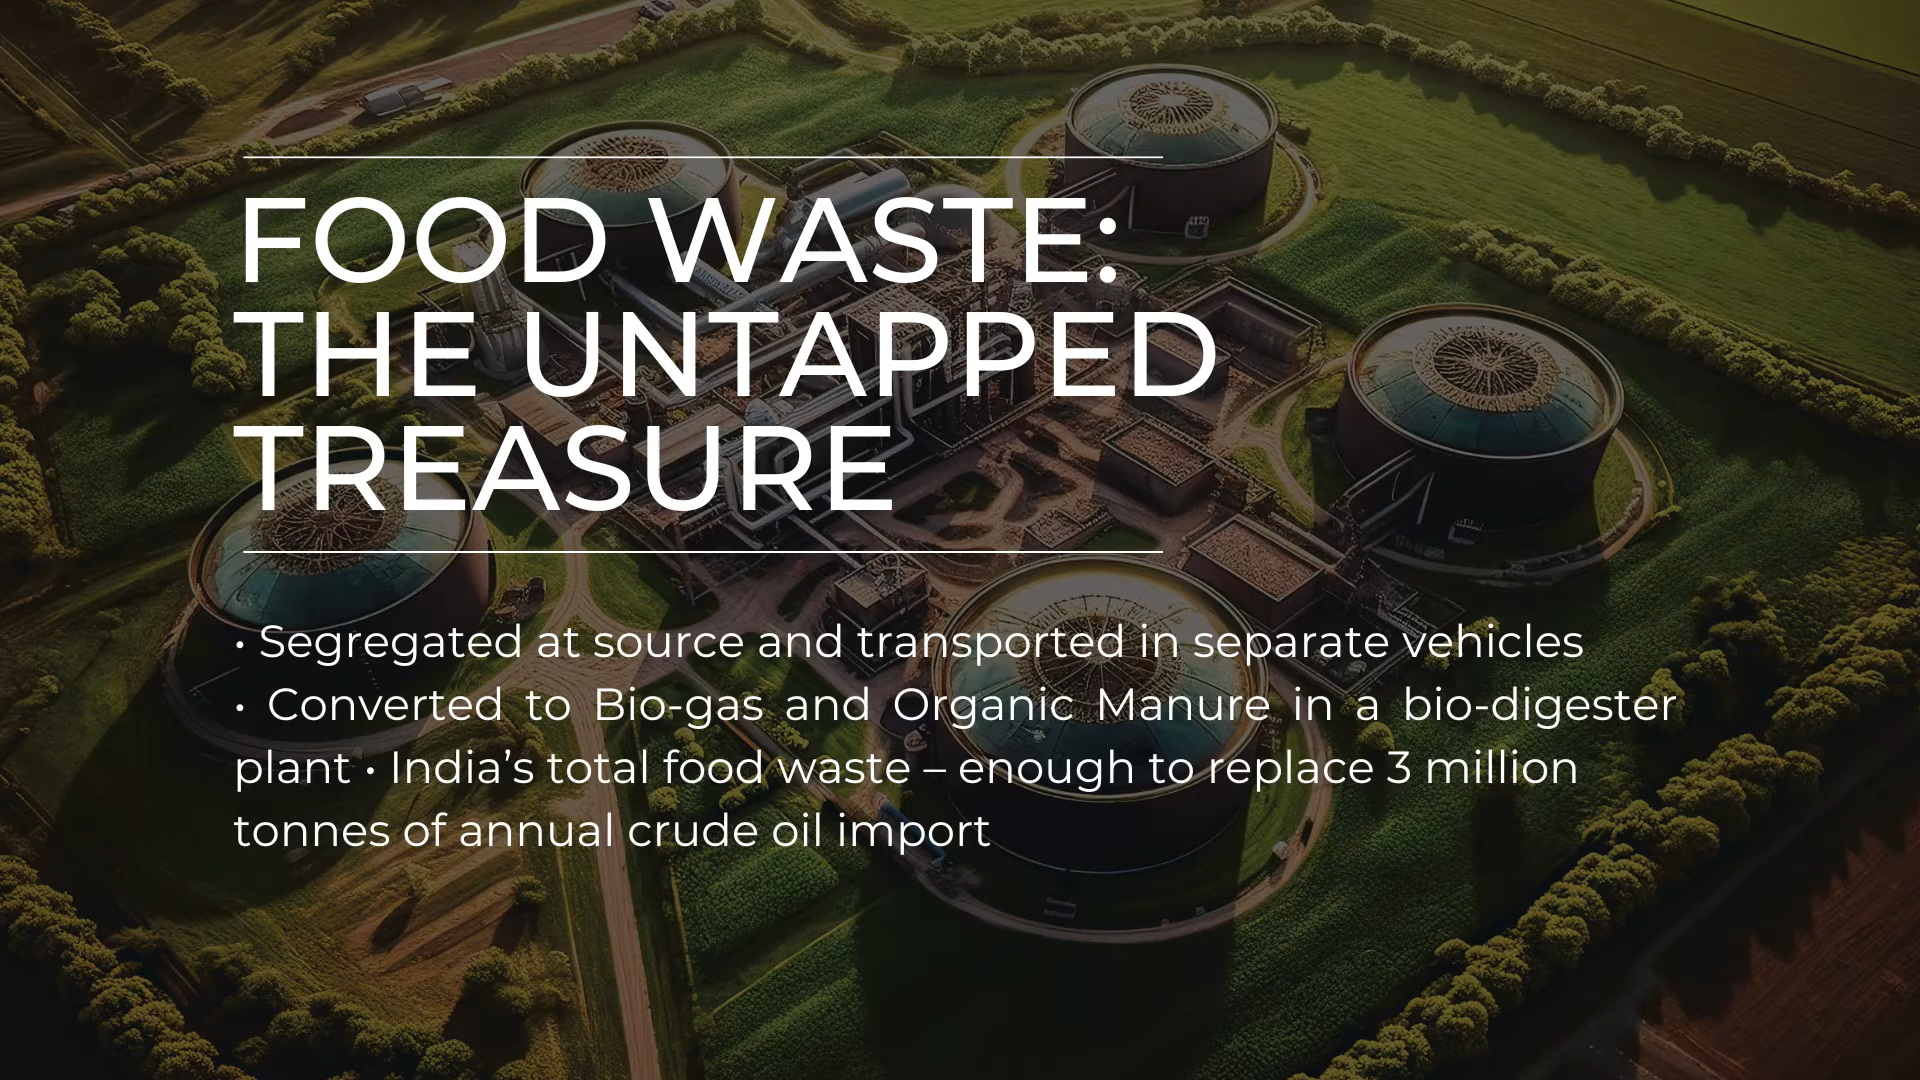 FOOD WASTE:
THE UNTAPPED
TREASURE
• Segregated at source and transported in separate vehicles
• Converted to Bio-gas and Organic Manure in a bio-digester
plant • India’s total food waste – enough to replace 3 million
tonnes of annual crude oil import